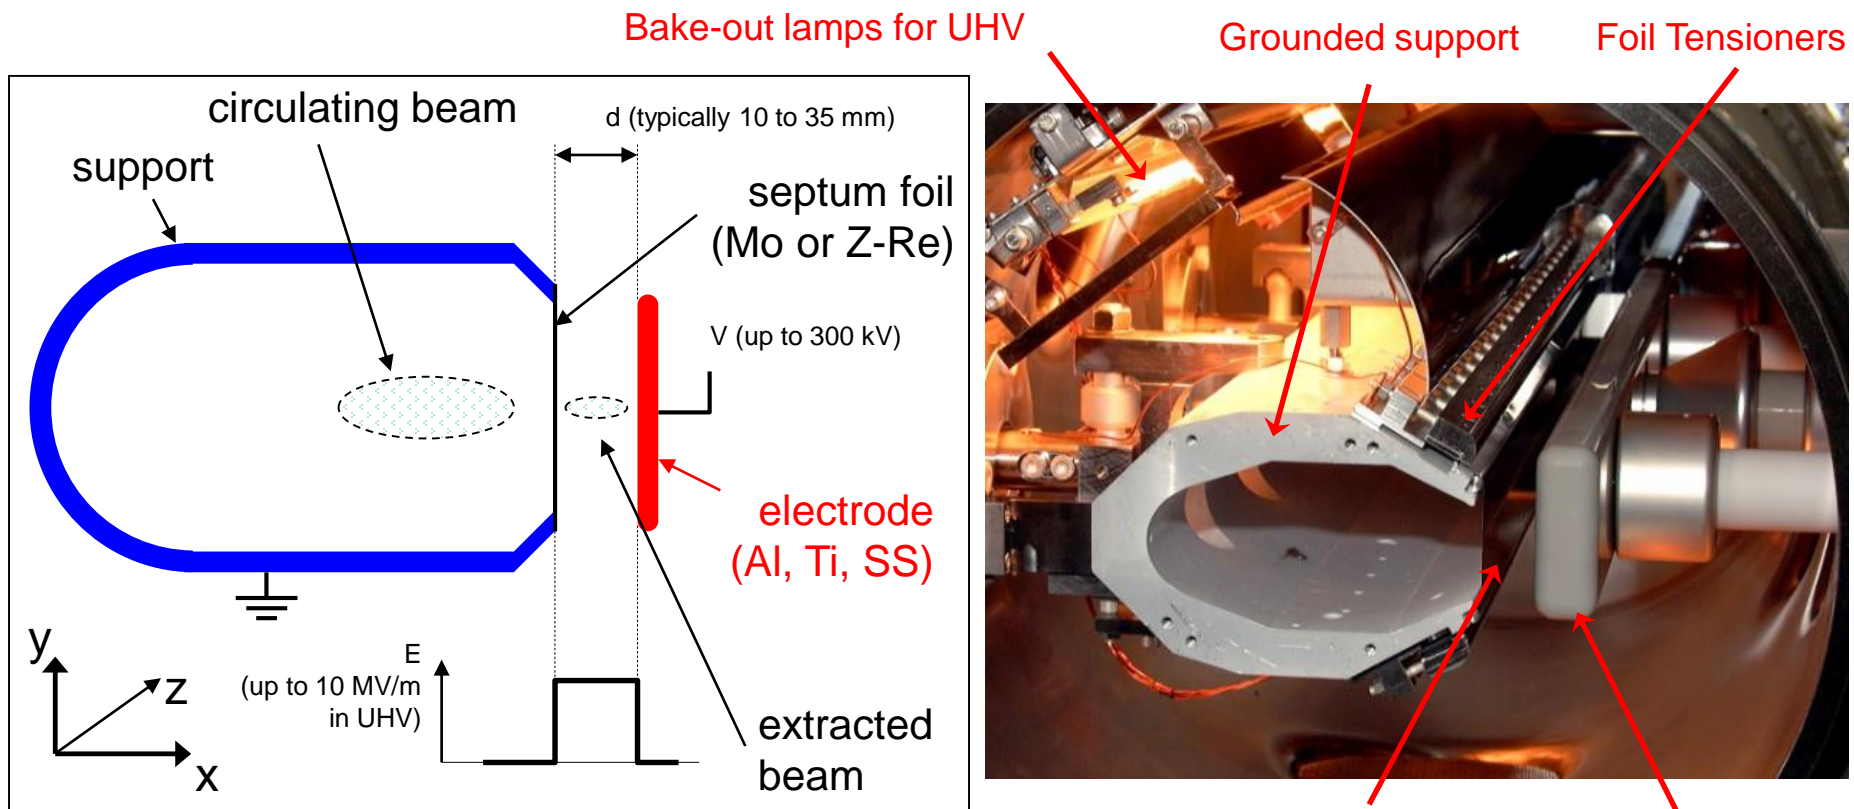 Bake-out lamps for UHV
Grounded support
Foil Tensioners
circulating beam
d (typically 10 to 35 mm)
support
septum foil
(Mo or Z-Re)
V (up to 300 kV)
electrode
(Al, Ti, SS)
y
z
x
E
(up to 10 MV/m
in UHV)
extracted
beam